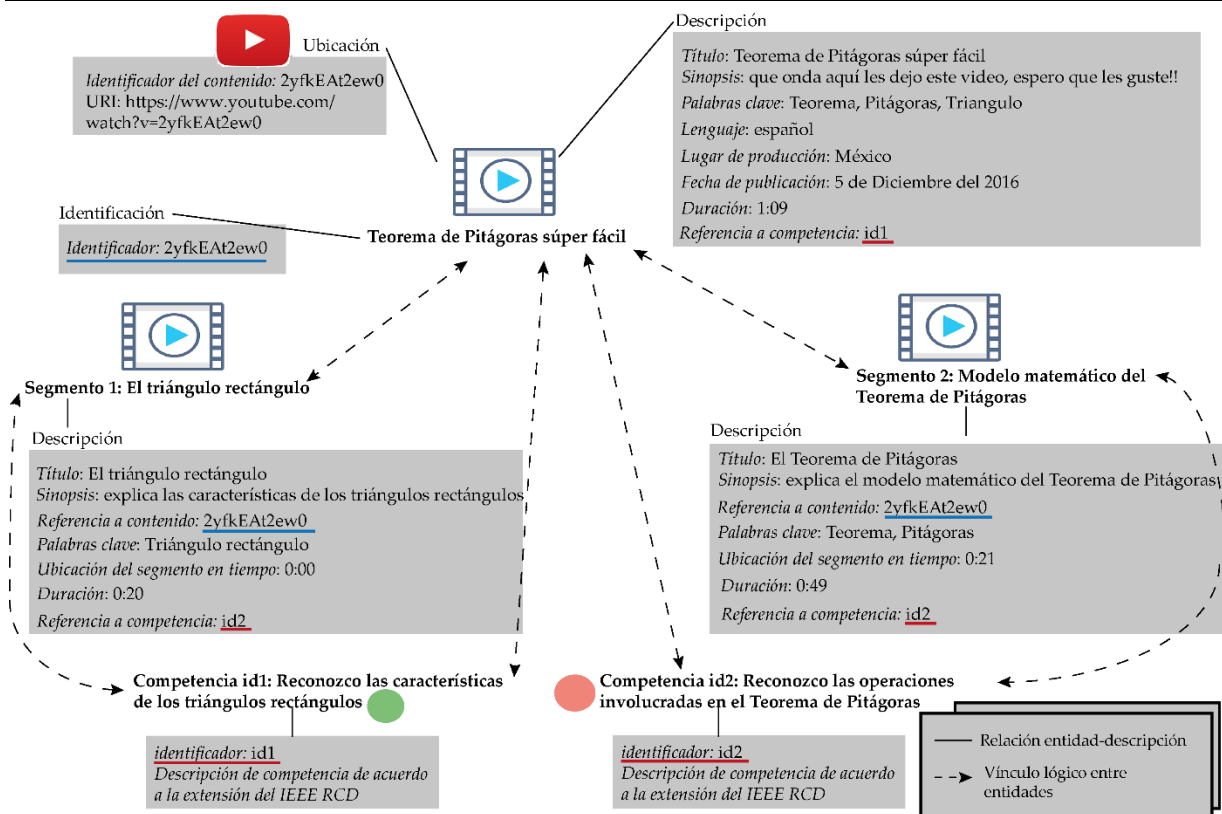 Ubicación
Identificador del contenido: 2yfkEAt2ew0
URI: https://www.youtube.com/
watch?v=2yfkEAt2ew0
Descripción
Título: Teorema de Pitágoras súper fácil
Sinopsis: que onda aquí les dejo este video, espero que les guste!!
Palabras clave: Teorema, Pitágoras, Triangulo
Lenguaje: español
Lugar de producción: México
Fecha de publicación: 5 de Diciembre del 2016
Duración: 1:09
Referencia a competencia: id1
Identificación
Identificador: 2yfkEAt2ew0
Teorema de Pitágoras súper fácil
Segmento 1: El triángulo rectángulo
Descripción
Título: El triángulo rectángulo
Sinopsis: explica las características de los triángulos rectángulos
Referencia a contenido: 2yfkEAt2ew0
Palabras clave: Triángulo rectángulo
Ubicación del segmento en tiempo: 0:00
Duración: 0:20
Referencia a competencia: id2
Segmento 2: Modelo matemático del
Teorema de Pitágoras
Descripción
Título: El Teorema de Pitágoras
Sinopsis: explica el modelo matemático del Teorema de Pitágoras
Referencia a contenido: 2yfkEAt2ew0
Palabras clave: Teorema, Pitágoras
Ubicación del segmento en tiempo: 0:21
Duración: 0:49
Referencia a competencia: id2
Competencia id1: Reconozco las características
de los triángulos rectángulos
identificador: id1
Descripción de competencia de acuerdo
a la extensión del IEEE RCD
Competencia id2: Reconozco las operaciones
involucradas en el Teorema de Pitágoras
identificador: id2
Descripción de competencia de acuerdo
a la extensión del IEEE RCD
Relación entidad-descripción
Vínculo lógico entre
entidades